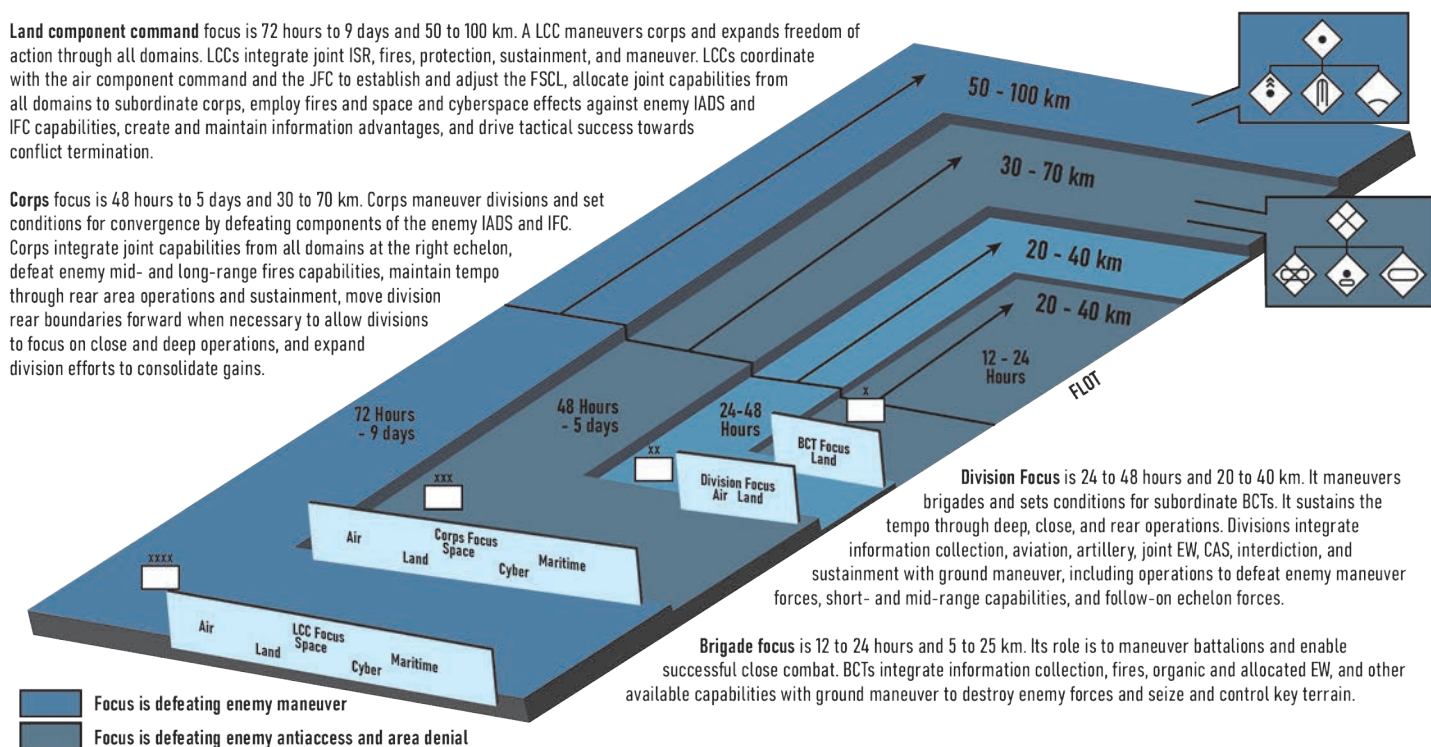 Land component command focus is 72 hours to 9 days and 50 to 100 km. A LCC maneuvers corps and expands freedom of
action through all domains. LCCs integrate joint ISR, fires, protection, sustainment, and maneuver. LCCs coordinate
with the air component command and the JFC to establish and adjust the FSCL, allocate joint capabilities from
all domains to subordinate corps, employ fires and space and cyberspace effects against enemy IADS and
IFC capabilities, create and maintain information advantages, and drive tactical success towards
conflict termination.
Corps focus is 48 hours to 5 days and 30 to 70 km. Corps maneuver divisions and set
conditions for convergence by defeating components of the enemy IADS and IFC.
Corps integrate joint capabilities from all domains at the right echelon,
defeat enemy mid- and long-range fires capabilities, maintain tempo
through rear area operations and sustainment, move division
rear boundaries forward when necessary to allow divisions
to focus on close and deep operations, and expand
division efforts to consolidate gains.
50 - 100 km
30 - 70 km
20 - 40 km
20 - 40 km
12 - 24
Hours
FLOT
72 Hours
- 9 days
48 Hours
- 5 days
24-48
Hours
X
BCT Focus
Land
XX
Division Focus
Air Land
XXX
Corps Focus
Air Space Maritime
Land Cyber
XXXX
LCC Focus
Air Space Maritime
Land Cyber
Division Focus is 24 to 48 hours and 20 to 40 km. It maneuvers
brigades and sets conditions for subordinate BCTs. It sustains the
tempo through deep, close, and rear operations. Divisions integrate
information collection, aviation, artillery, joint EW, CAS, interdiction, and
sustainment with ground maneuver, including operations to defeat enemy maneuver
forces, short- and mid-range capabilities, and follow-on echelon forces.
Brigade focus is 12 to 24 hours and 5 to 25 km. Its role is to maneuver battalions and enable
successful close combat. BCTs integrate information collection, fires, organic and allocated EW, and other
available capabilities with ground maneuver to destroy enemy forces and seize and control key terrain.
Focus is defeating enemy maneuver
Focus is defeating enemy antiaccess and area denial